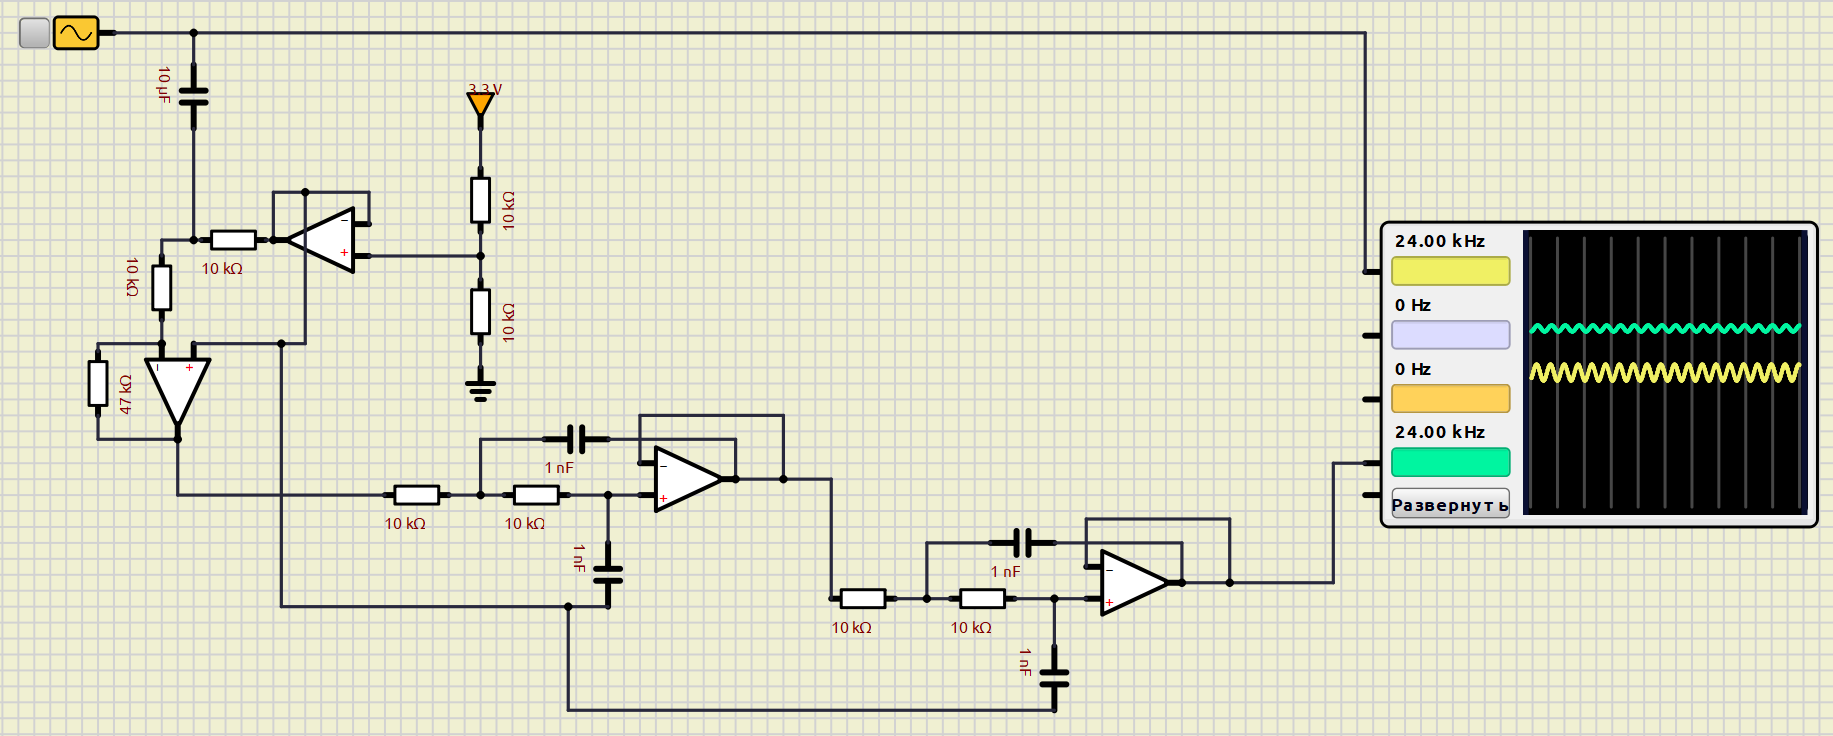 10 µF
3.3 V
10 kΩ
10 kΩ
10 kΩ
10 kΩ
47 kΩ
− +
− +
24.00 kHz
0 Hz
0 Hz
24.00 kHz
Развернуть
1 nF
− +
10 kΩ
10 kΩ
1 nF
1 nF
− +
10 kΩ
10 kΩ
1 nF